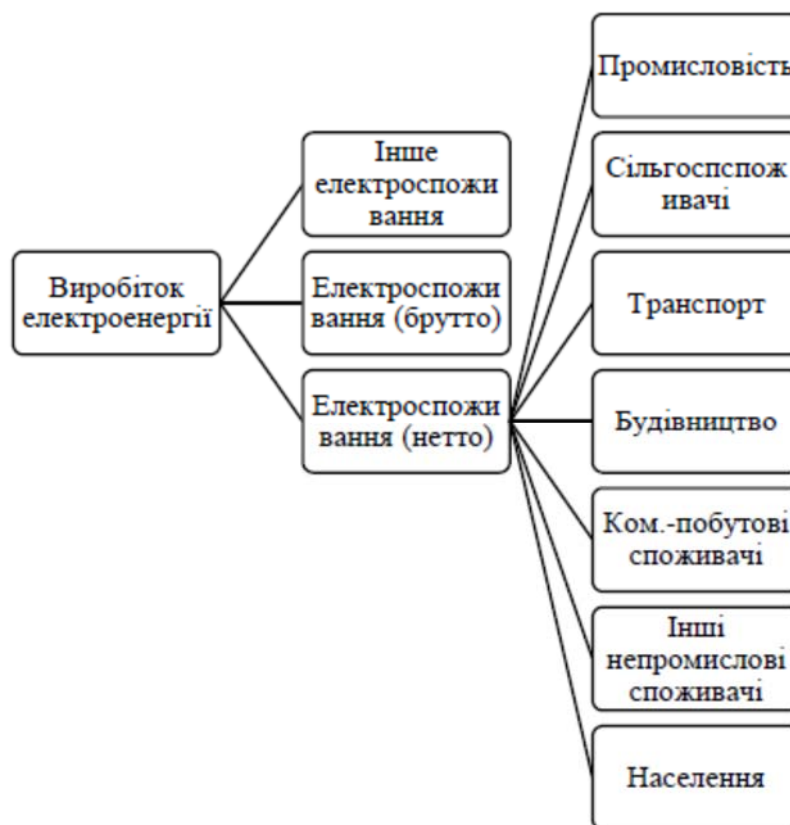 Виробіток
електроенергії
Інше
електроспожи
вання
Електроспожи
вання (брутто)
Електроспожи
вання (нетто)
Промисловість
Сільгоспспож
ивачі
Транспорт
Будівництво
Ком.-побутові
споживачі
Інші
непромислові
споживачі
Населення